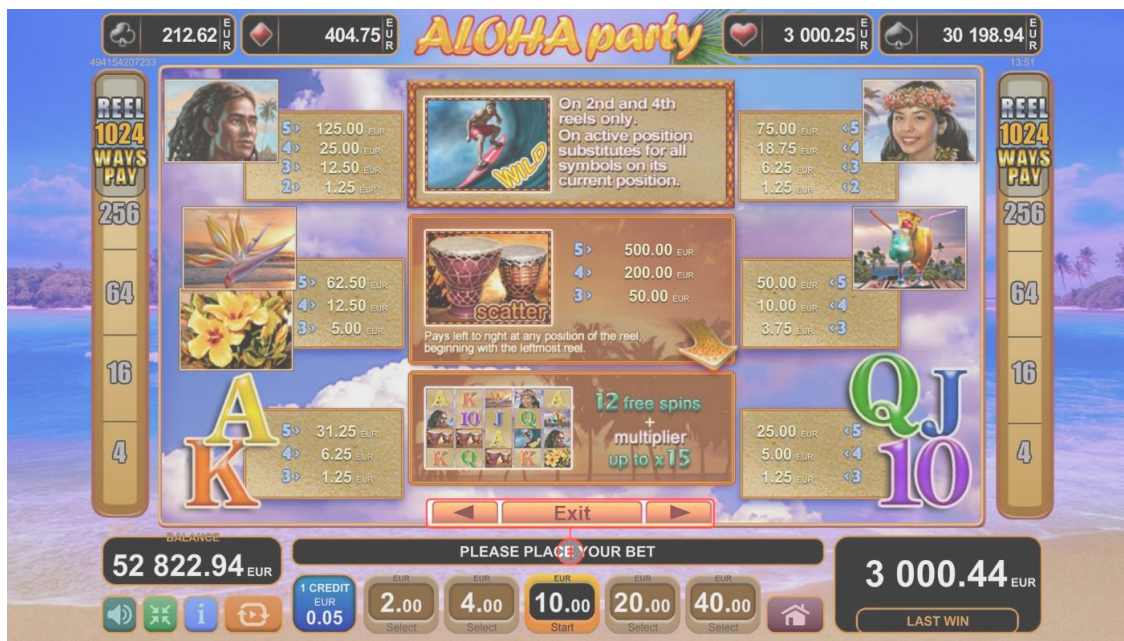 212.62 EUR
404.75 EUR
ALOHA party
3 000.25 EUR
30 198.94 EUR
494154207233
13:51
REEL
1024
WAYS
PAY
256
64
16
4
5 125.00 EUR
4 25.00 EUR
3 12.50 EUR
2 1.25 EUR
WILD
On 2nd and 4th
reels only.
On active position
substitutes for all
symbols on its
current position.
75.00 EUR 5
18.75 EUR 4
6.25 EUR 3
1.25 EUR 2
5 62.50 EUR
4 12.50 EUR
3 5.00 EUR
scatter
5 500.00 EUR
4 200.00 EUR
3 50.00 EUR
Pays left to right at any position of the reel,
beginning with the leftmost reel.
50.00 EUR 5
10.00 EUR 4
3.75 EUR 3
A
K
5 31.25 EUR
4 6.25 EUR
3 1.25 EUR
A K A
10 J Q
A
K Q A K
12 free spins
+
multiplier
up to x15
25.00 EUR 5
5.00 EUR 4
1.25 EUR 3
Q J
10
REEL
1024
WAYS
PAY
256
64
16
4
Exit
BALANCE
52 822.94 EUR
PLEASE PLACE YOUR BET
3 000.44 EUR
LAST WIN
1 CREDIT
EUR
0.05
EUR
2.00
Select
EUR
4.00
Select
EUR
10.00
Start
EUR
20.00
Select
EUR
40.00
Select